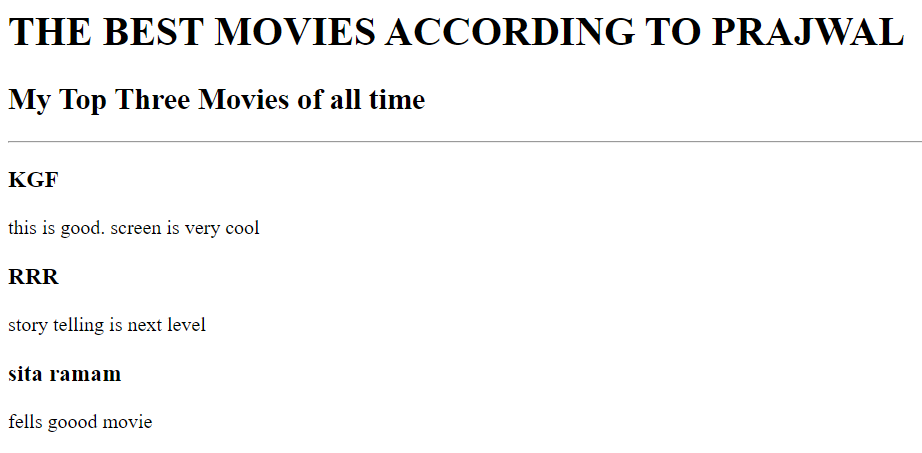 THE BEST MOVIES ACCORDING TO PRAJWAL
My Top Three Movies of all time
KGF
this is good. screen is very cool
RRR
story telling is next level
sita ramam
fells goood movie